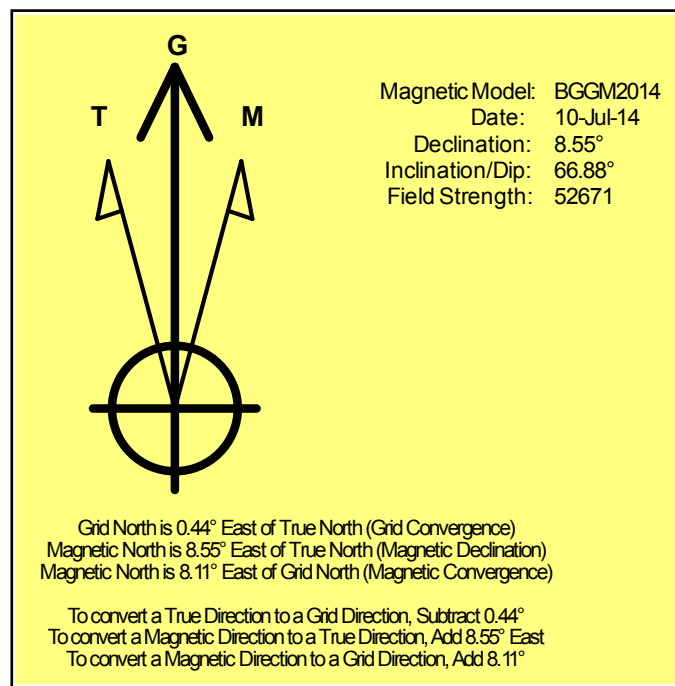 G
T
M
Magnetic Model: BGGM2014
Date: 10-Jul-14
Declination: 8.55°
Inclination/Dip: 66.88°
Field Strength: 52671
Grid North is 0.44° East of True North (Grid Convergence)
Magnetic North is 8.55° East of True North (Magnetic Declination)
Magnetic North is 8.11° East of Grid North (Magnetic Convergence)
To convert a True Direction to a Grid Direction, Subtract 0.44°
To convert a Magnetic Direction to a True Direction, Add 8.55° East
To convert a Magnetic Direction to a Grid Direction, Add 8.11°